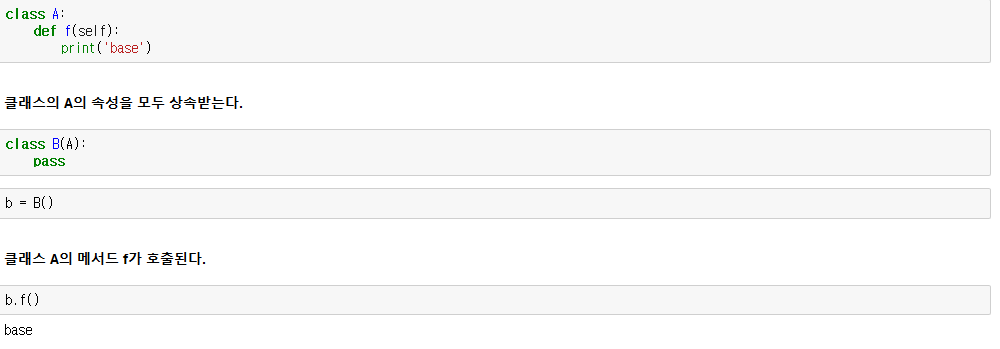 class A:
    def f(self):
        print('base')
클래스의 A의 속성을 모두 상속받는다.
class B(A):
    pass
b = B()
클래스 A의 메서드 f가 호출된다.
b.f()
base